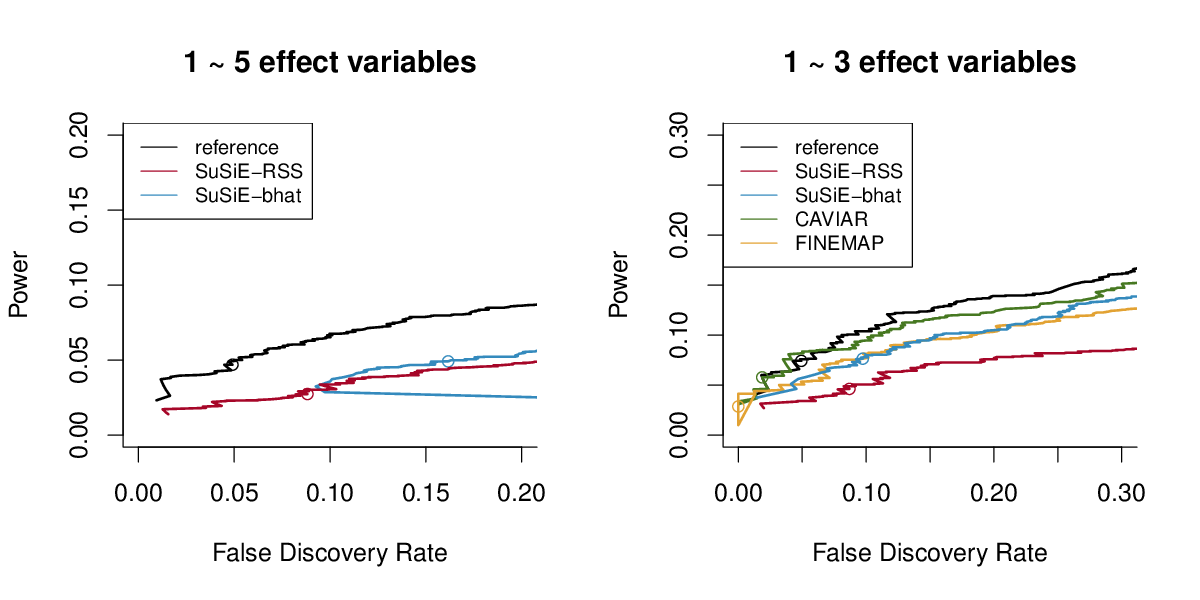 1 ~ 5 effect variables
Power
0.20
0.15
0.10
0.05
0.00
reference
SuSiE−RSS
SuSiE−bhat
0.00 0.05 0.10 0.15 0.20
False Discovery Rate
1 ~ 3 effect variables
Power
0.30
0.20
0.10
0.00
reference
SuSiE−RSS
SuSiE−bhat
CAVIAR
FINEMAP
0.00 0.10 0.20 0.30
False Discovery Rate